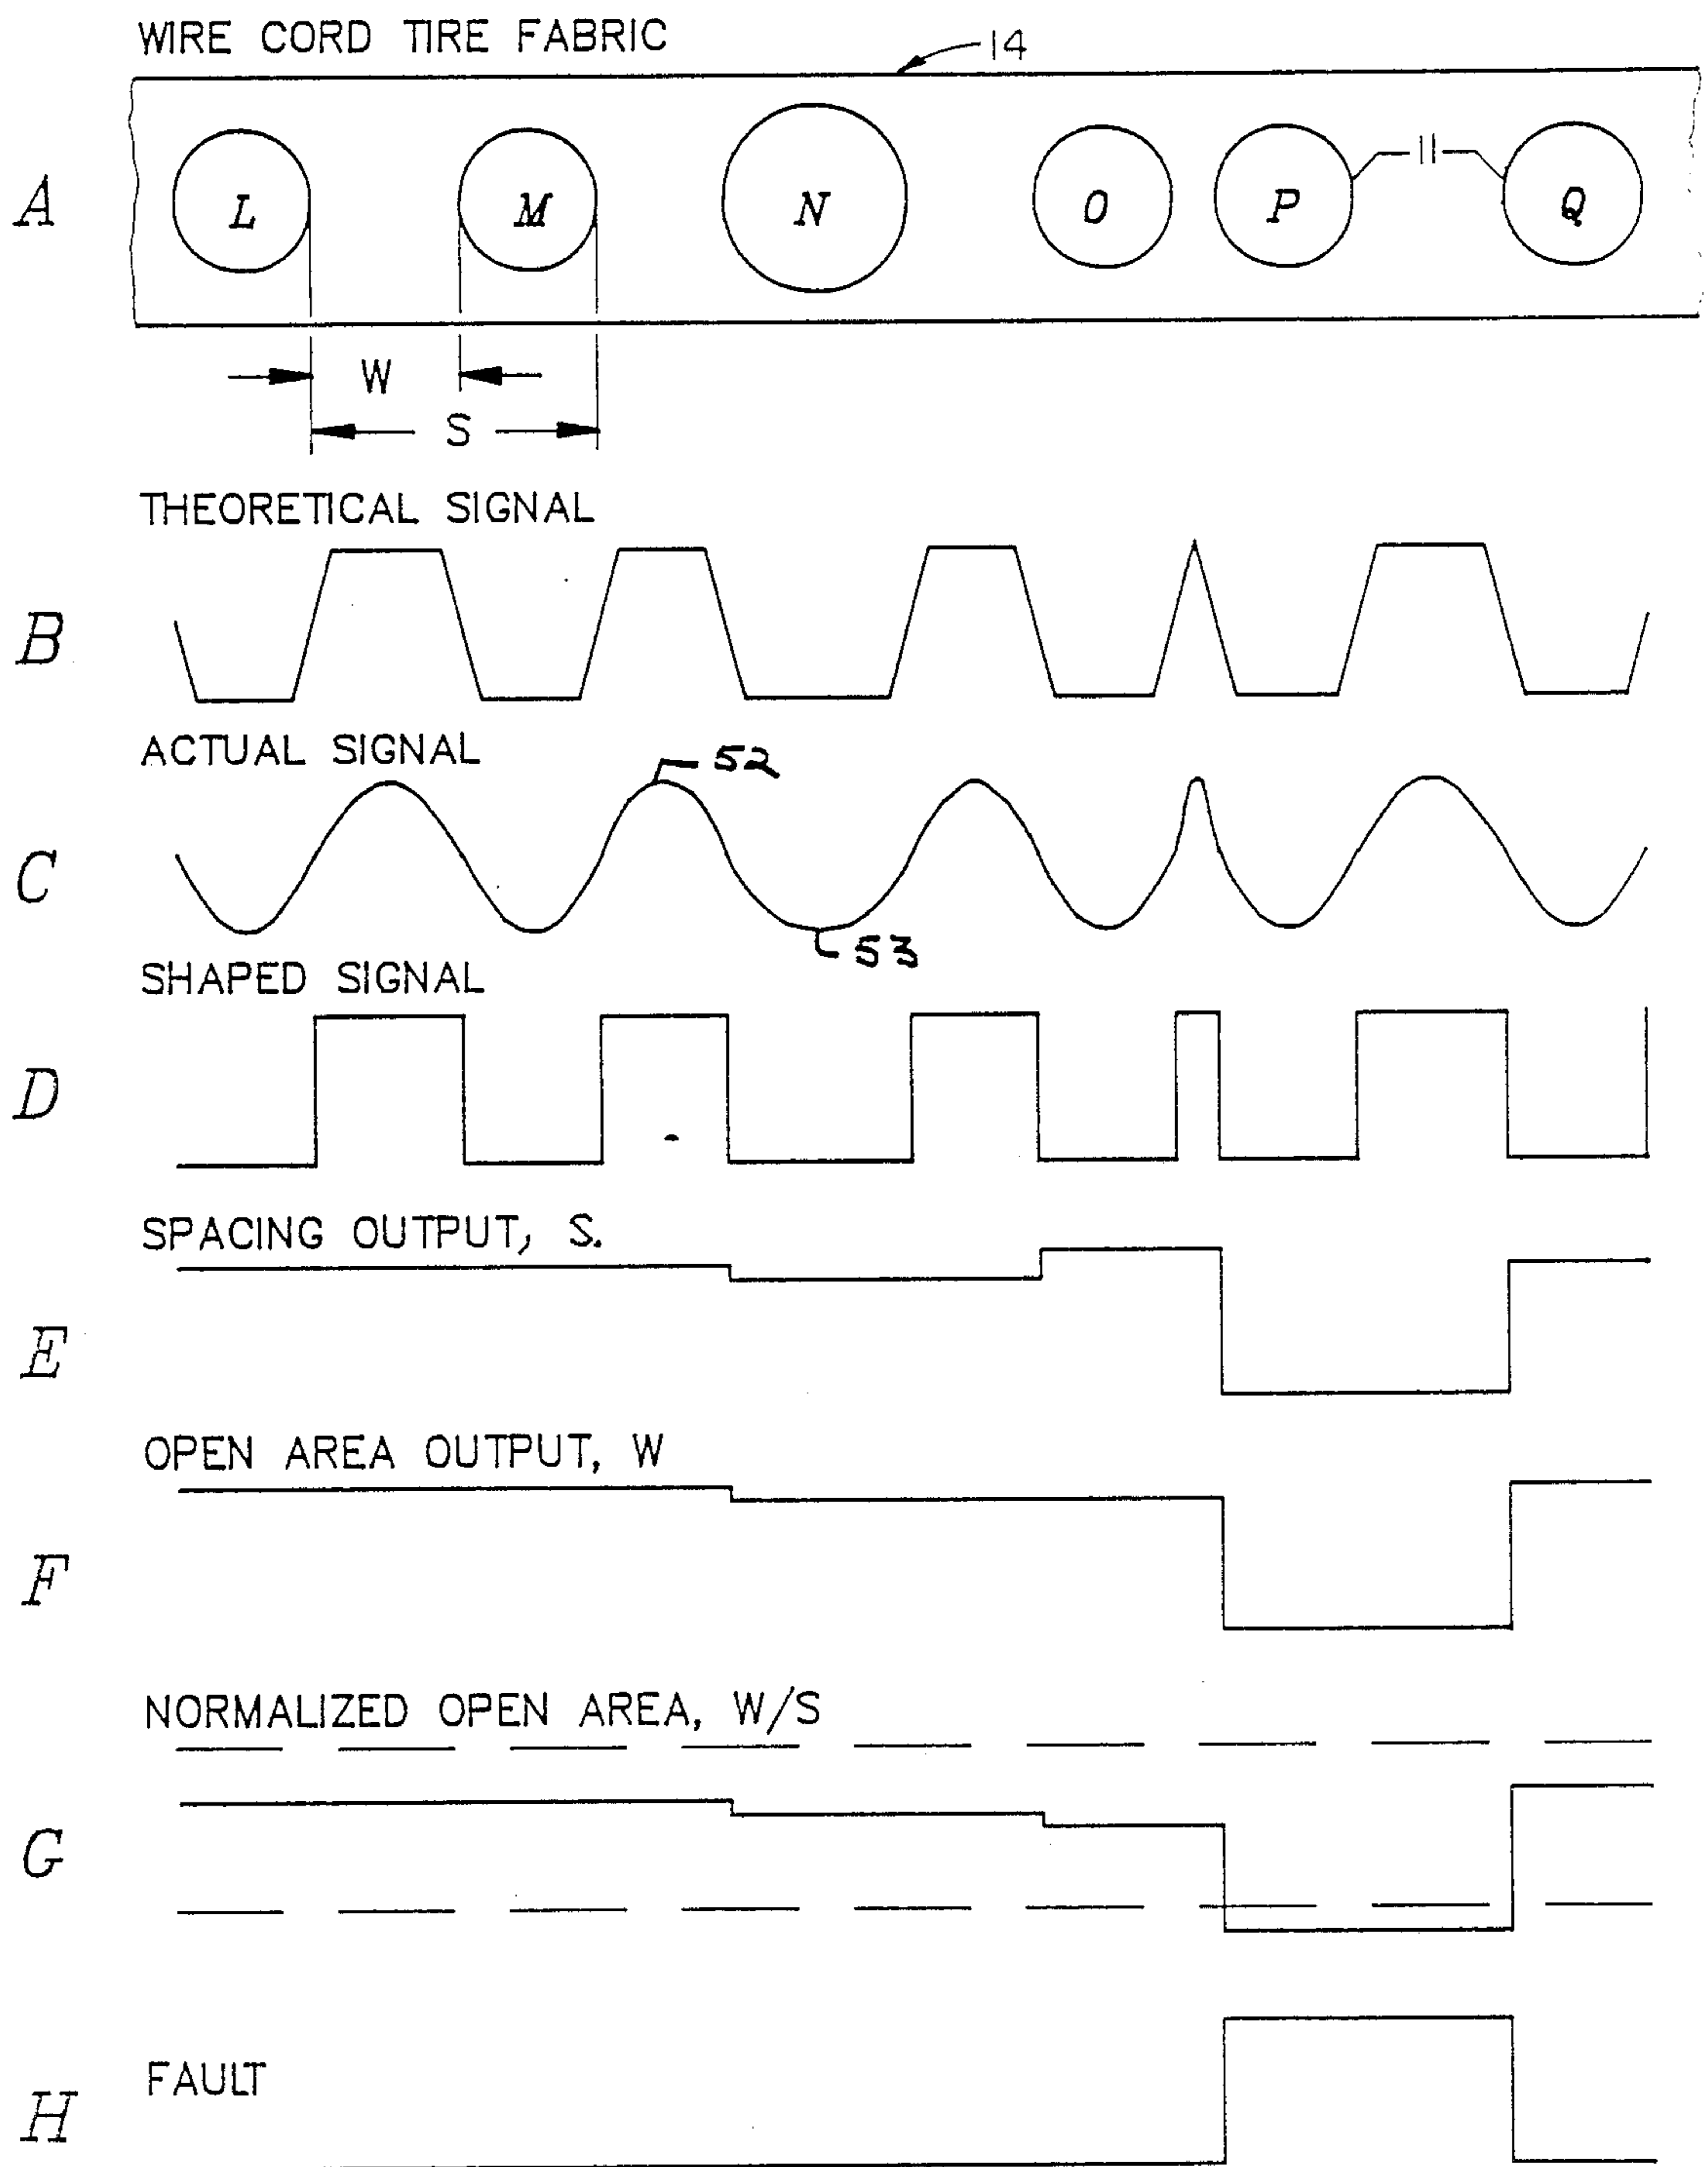 WIRE CORD TIRE FABRIC
14
A
L M N O P 11 Q
W
S
THEORETICAL SIGNAL
B
ACTUAL SIGNAL
52
C
53
SHAPED SIGNAL
D
SPACING OUTPUT, S.
E
OPEN AREA OUTPUT, W
F
NORMALIZED OPEN AREA, W/S
G
FAULT
H